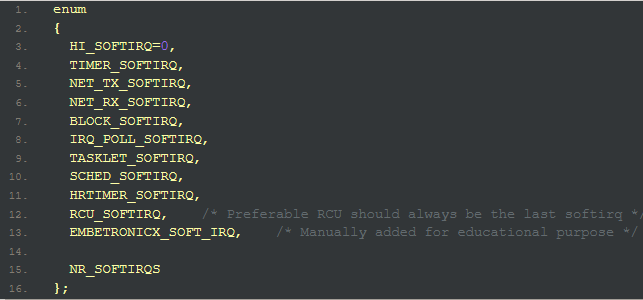 1. enum
2. {
3. HI_SOFTIRQ=0,
4. TIMER_SOFTIRQ,
5. NET_TX_SOFTIRQ,
6. NET_RX_SOFTIRQ,
7. BLOCK_SOFTIRQ,
8. IRQ_POLL_SOFTIRQ,
9. TASKLET_SOFTIRQ,
10. SCHED_SOFTIRQ,
11. HRTIMER_SOFTIRQ,
12. RCU_SOFTIRQ, /* Preferable RCU should always be the last softirq */
13. EMBETRONICX_SOFT_IRQ, /* Manually added for educational purpose */
14.
15. NR_SOFTIRQS
16. };